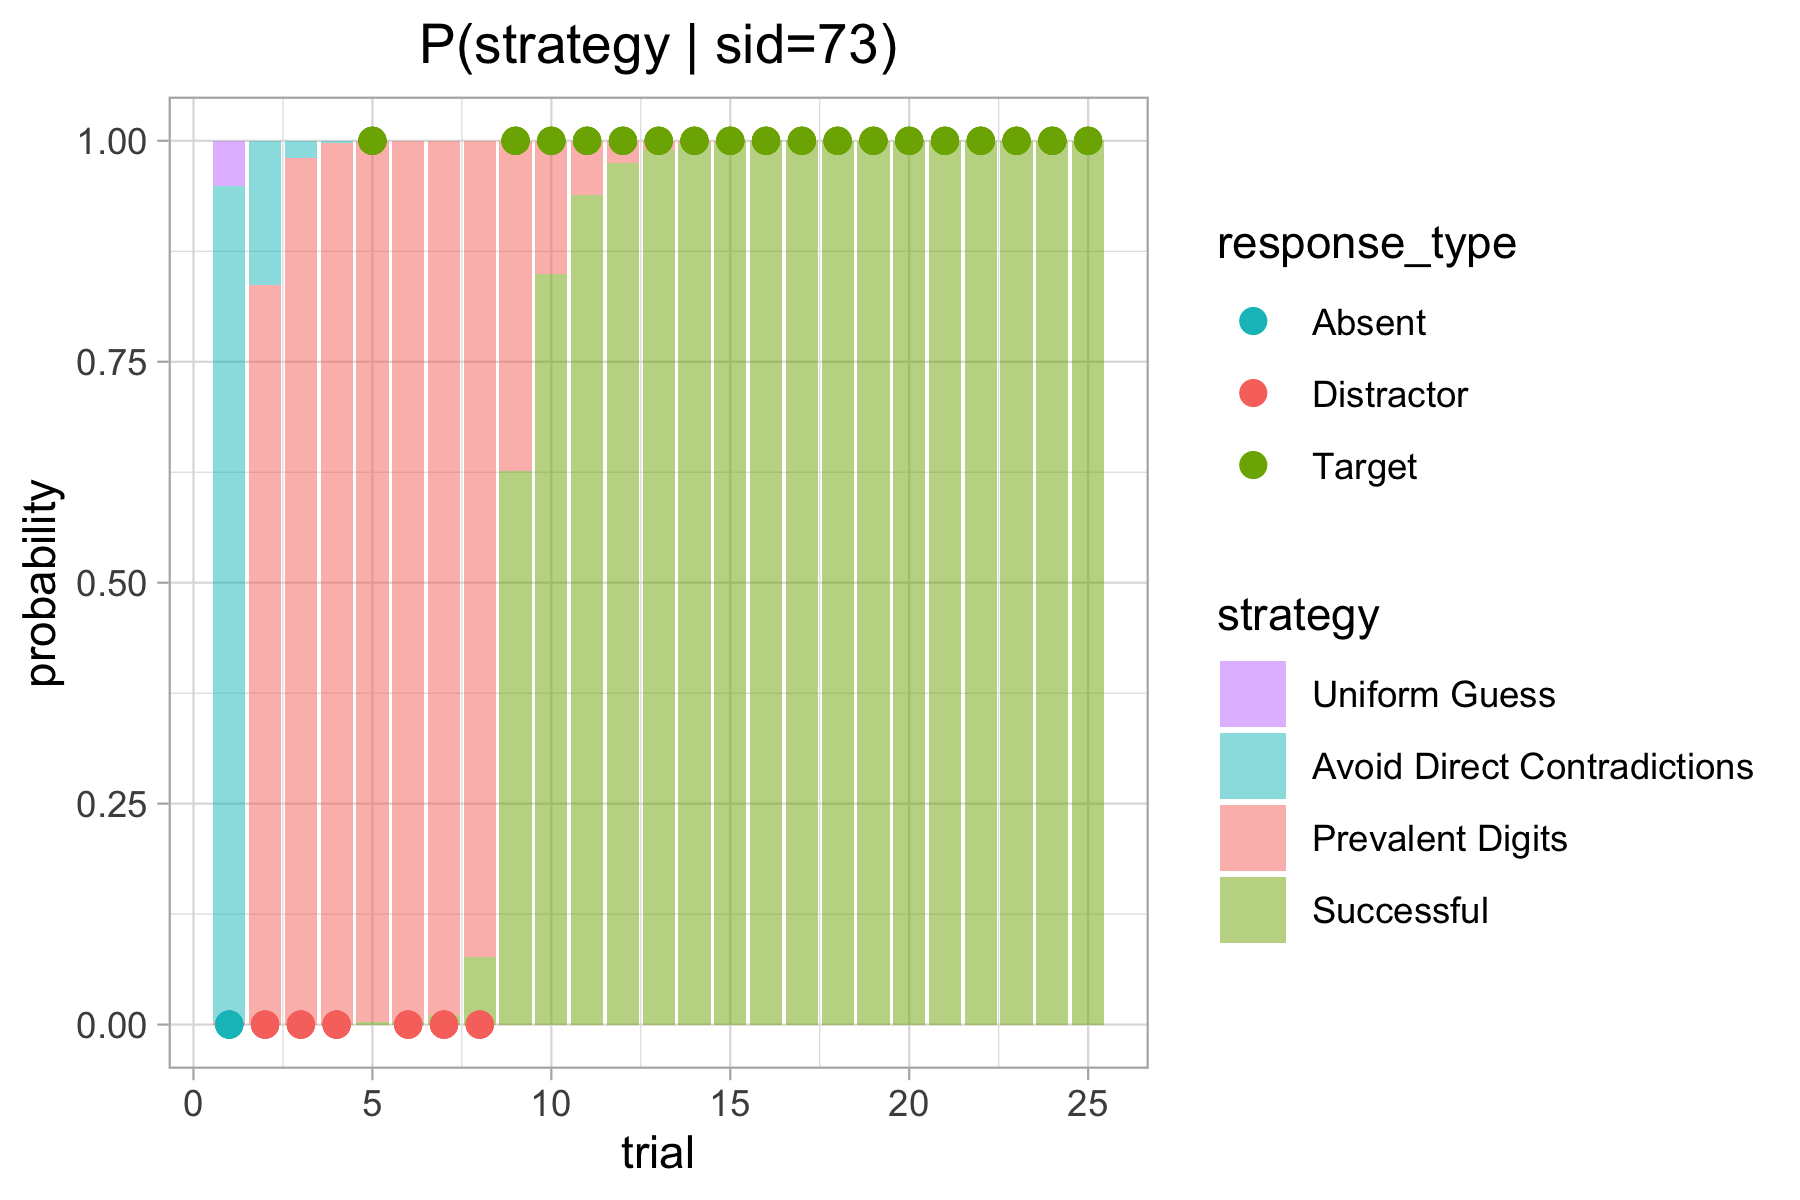 P(strategy | sid=73)
1.00
0.75
0.50
0.25
0.00
probability
0 5 10 15 20 25
trial
response_type
Absent
Distractor
Target
strategy
Uniform Guess
Avoid Direct Contradictions
Prevalent Digits
Successful